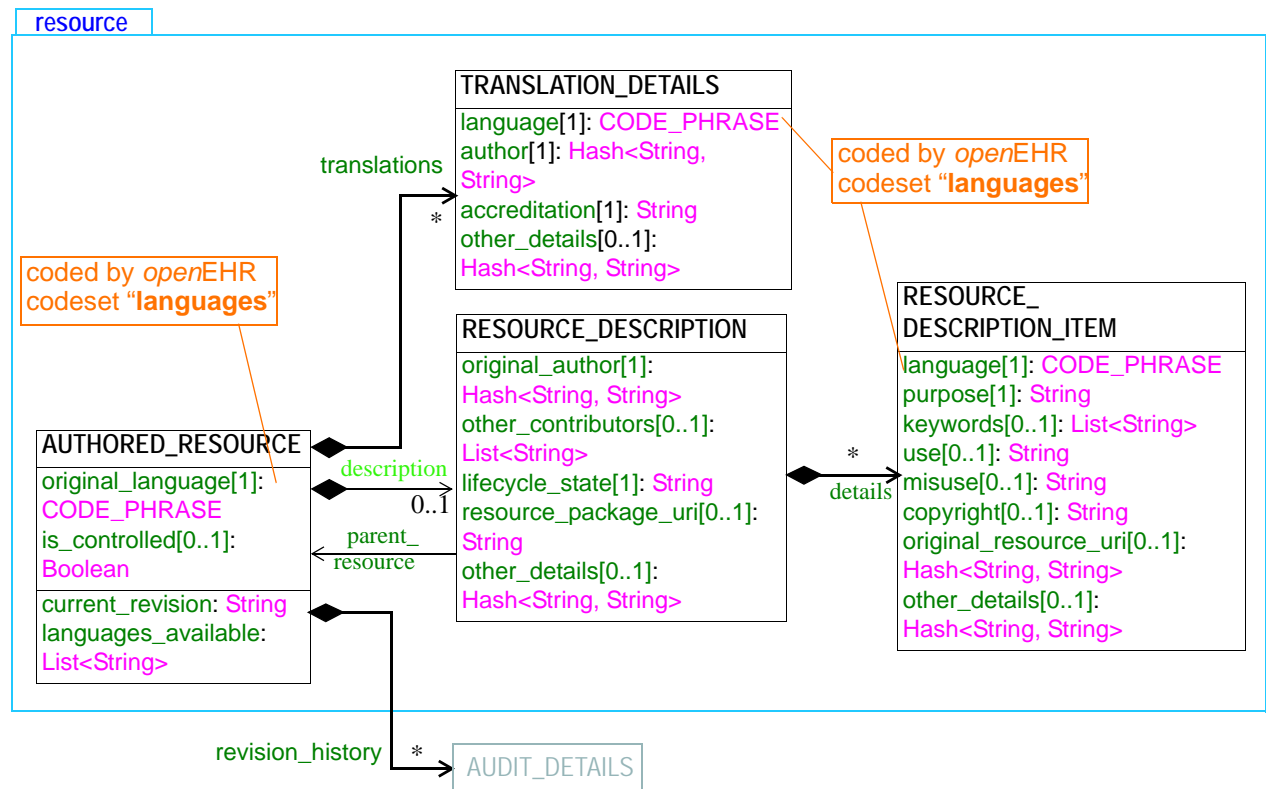 resource
TRANSLATION_DETAILS
language[1]: CODE_PHRASE
author[1]: Hash<String,
String>
accreditation[1]: String
other_details[0..1]:
Hash<String, String>
translations
*
coded by openEHR
codeset “languages”
coded by openEHR
codeset “languages”
RESOURCE_DESCRIPTION
original_author[1]:
Hash<String, String>
other_contributors[0..1]:
List<String>
lifecycle_state[1]: String
resource_package_uri[0..1]:
String
other_details[0..1]:
Hash<String, String>
RESOURCE_
DESCRIPTION_ITEM
language[1]: CODE_PHRASE
purpose[1]: String
keywords[0..1]: List<String>
use[0..1]: String
misuse[0..1]: String
copyright[0..1]: String
original_resource_uri[0..1]:
Hash<String, String>
other_details[0..1]:
Hash<String, String>
AUTHORED_RESOURCE
original_language[1]:
CODE_PHRASE
is_controlled[0..1]:
Boolean
current_revision: String
languages_available:
List<String>
description
0..1
parent_
resource
*
details
revision_history
*
AUDIT_DETAILS